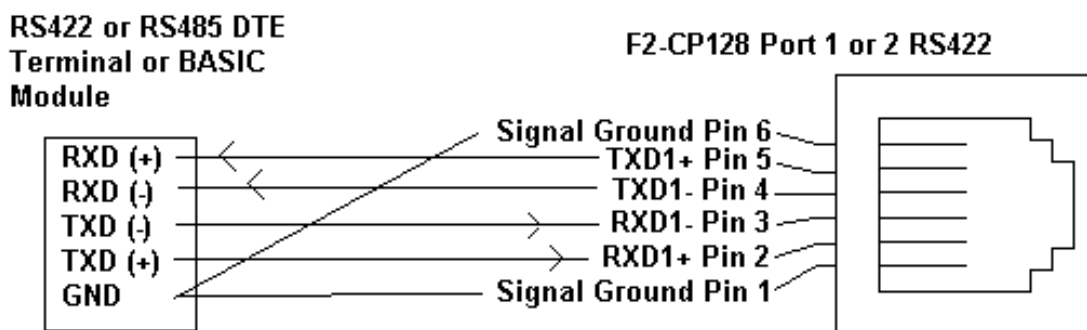 RS422 or RS485 DTE
Terminal or BASIC
Module
F2-CP128 Port 1 or 2 RS422
RXD (+)
RXD (-)
TXD (-)
TXD (+)
GND
Signal Ground Pin 6
TXD1+ Pin 5
TXD1- Pin 4
RXD1- Pin 3
RXD1+ Pin 2
Signal Ground Pin 1